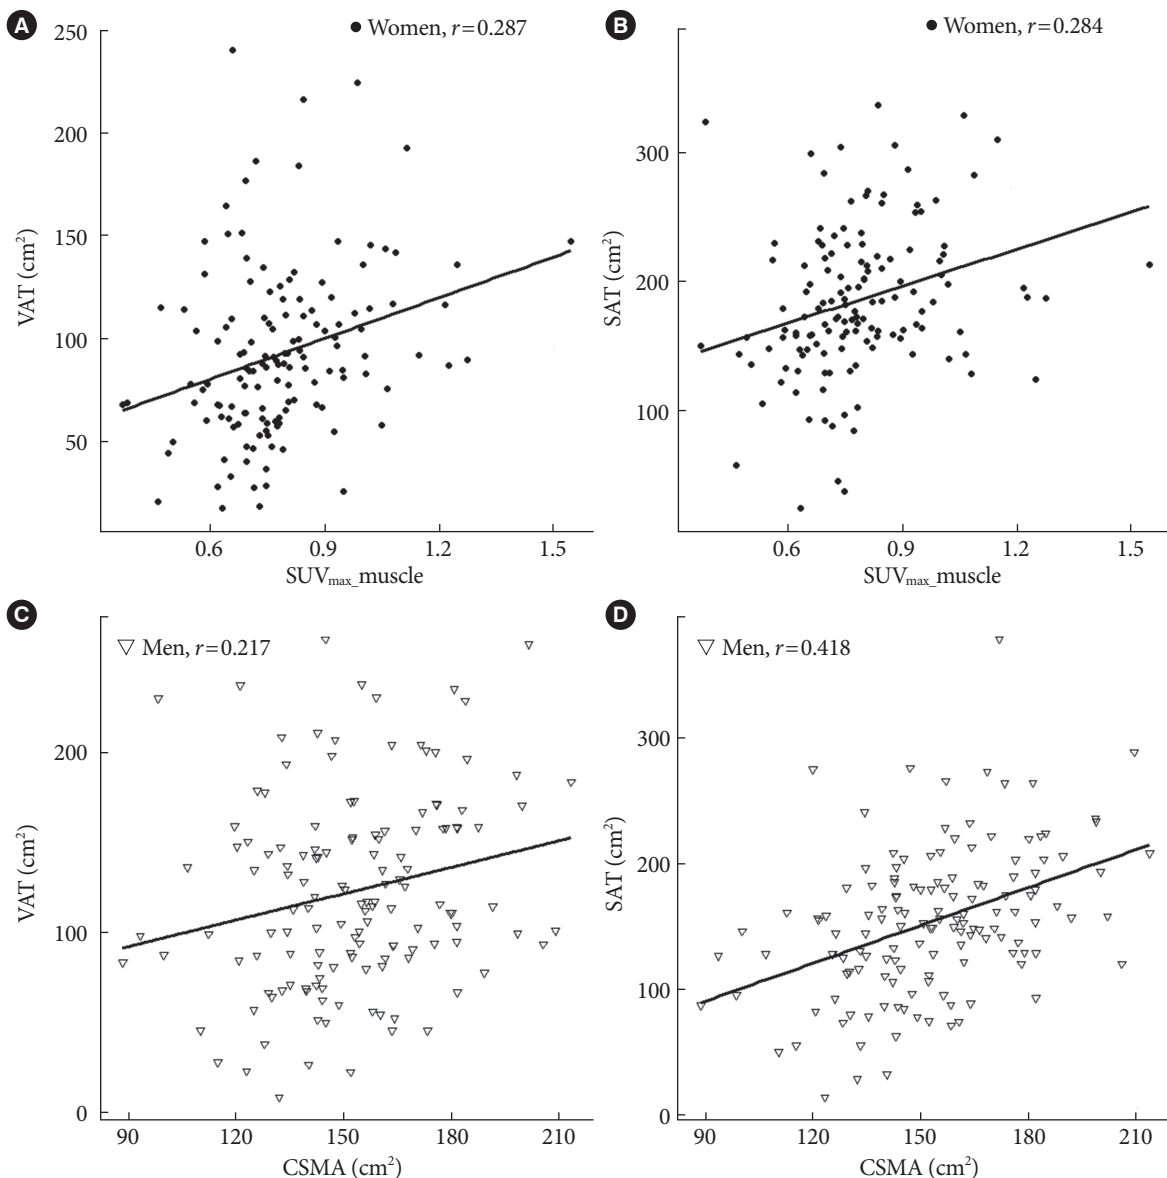 A
● Women, r=0.287
250
200
150
100
50
VAT (cm²)
0.6 0.9 1.2 1.5
SUVmax_muscle
B
● Women, r=0.284
300
200
100
SAT (cm²)
0.6 0.9 1.2 1.5
SUVmax_muscle
C
▽ Men, r=0.217
200
100
0
VAT (cm²)
90 120 150 180 210
CSMA (cm²)
D
▽ Men, r=0.418
300
200
100
0
SAT (cm²)
90 120 150 180 210
CSMA (cm²)